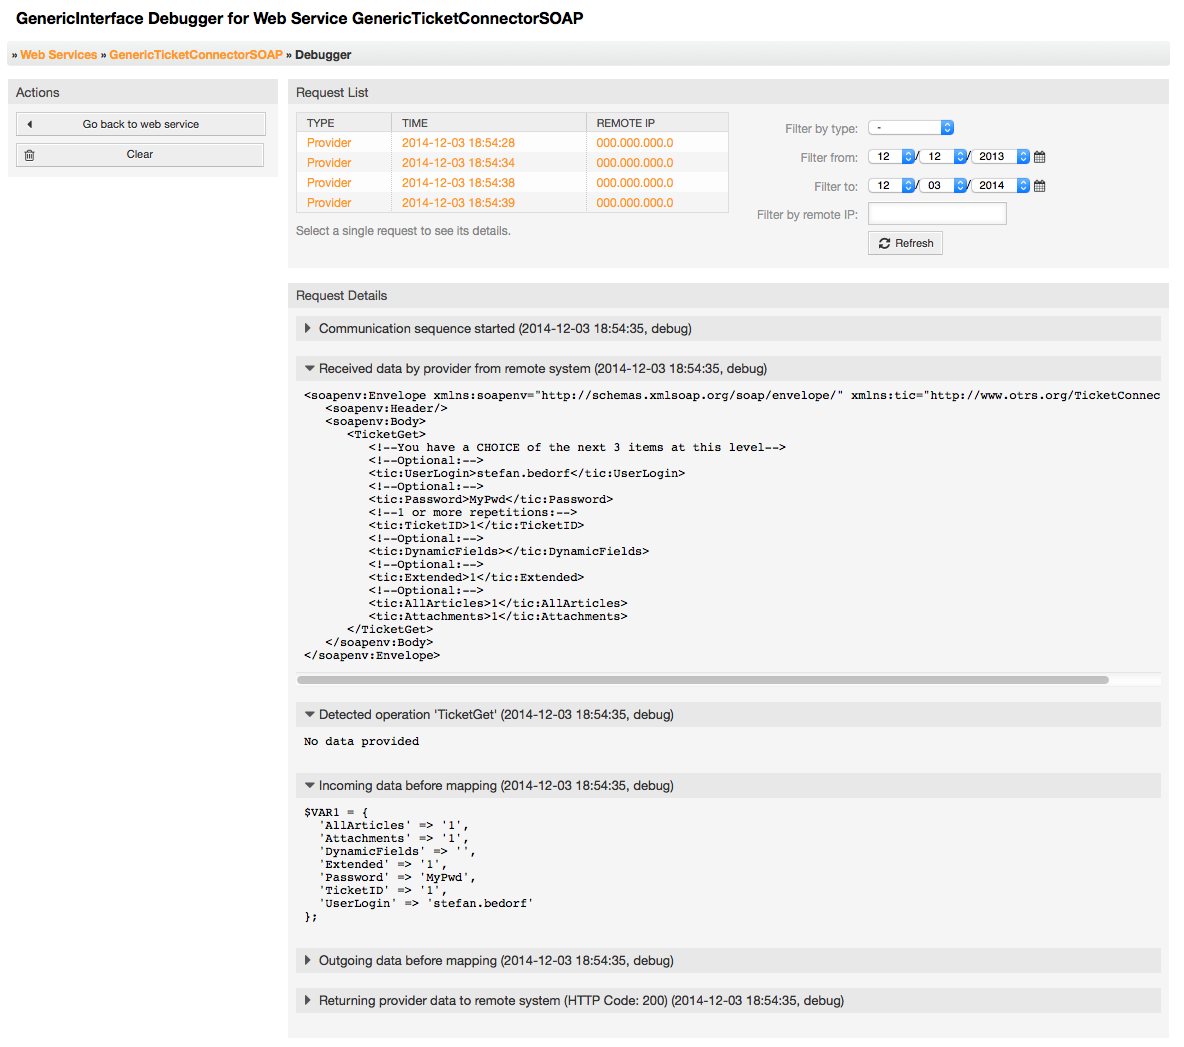 GenericInterface Debugger for Web Service GenericTicketConnectorSOAP
» Web Services » GenericTicketConnectorSOAP » Debugger
Actions
Go back to web service
Clear
Request List
TYPE TIME REMOTE IP
Provider 2014-12-03 18:54:28 000.000.000.0
Provider 2014-12-03 18:54:34 000.000.000.0
Provider 2014-12-03 18:54:38 000.000.000.0
Provider 2014-12-03 18:54:39 000.000.000.0
Select a single request to see its details.
Filter by type: -
Filter from: 12 / 12 / 2013
Filter to: 12 / 03 / 2014
Filter by remote IP:
Refresh
Request Details
Communication sequence started (2014-12-03 18:54:35, debug)
Received data by provider from remote system (2014-12-03 18:54:35, debug)
<soapenv:Envelope xmlns:soapenv="http://schemas.xmlsoap.org/soap/envelope/" xmlns:tic="http://www.otrs.org/TicketConnec
<soapenv:Header/>
<soapenv:Body>
<TicketGet>
<!--You have a CHOICE of the next 3 items at this level-->
<!--Optional:-->
<tic:UserLogin>stefan.bedorf</tic:UserLogin>
<!--Optional:-->
<tic:Password>MyPwd</tic:Password>
<!--1 or more repetitions:-->
<tic:TicketID>1</tic:TicketID>
<!--Optional:-->
<tic:DynamicFields></tic:DynamicFields>
<!--Optional:-->
<tic:Extended>1</tic:Extended>
<!--Optional:-->
<tic:AllArticles>1</tic:AllArticles>
<tic:Attachments>1</tic:Attachments>
</TicketGet>
</soapenv:Body>
</soapenv:Envelope>
Detected operation 'TicketGet' (2014-12-03 18:54:35, debug)
No data provided
Incoming data before mapping (2014-12-03 18:54:35, debug)
$VAR1 = {
'AllArticles' => '1',
'Attachments' => '1',
'DynamicFields' => '',
'Extended' => '1',
'Password' => 'MyPwd',
'TicketID' => '1',
'UserLogin' => 'stefan.bedorf'
};
Outgoing data before mapping (2014-12-03 18:54:35, debug)
Returning provider data to remote system (HTTP Code: 200) (2014-12-03 18:54:35, debug)